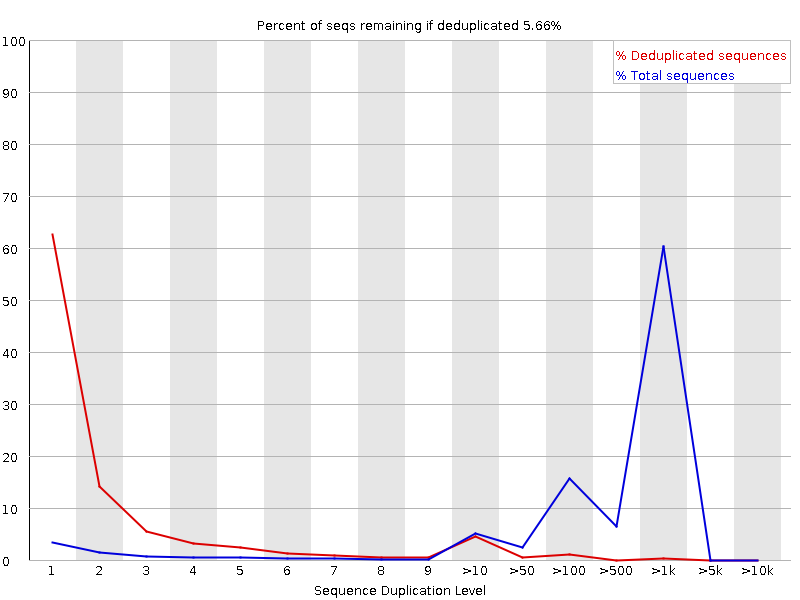 Percent of seqs remaining if deduplicated 5.66%
% Deduplicated sequences
% Total sequences
100
90
80
70
60
50
40
30
20
10
0
1 2 3 4 5 6 7 8 9 >10 >50 >100 >500 >1k >5k >10k
Sequence Duplication Level